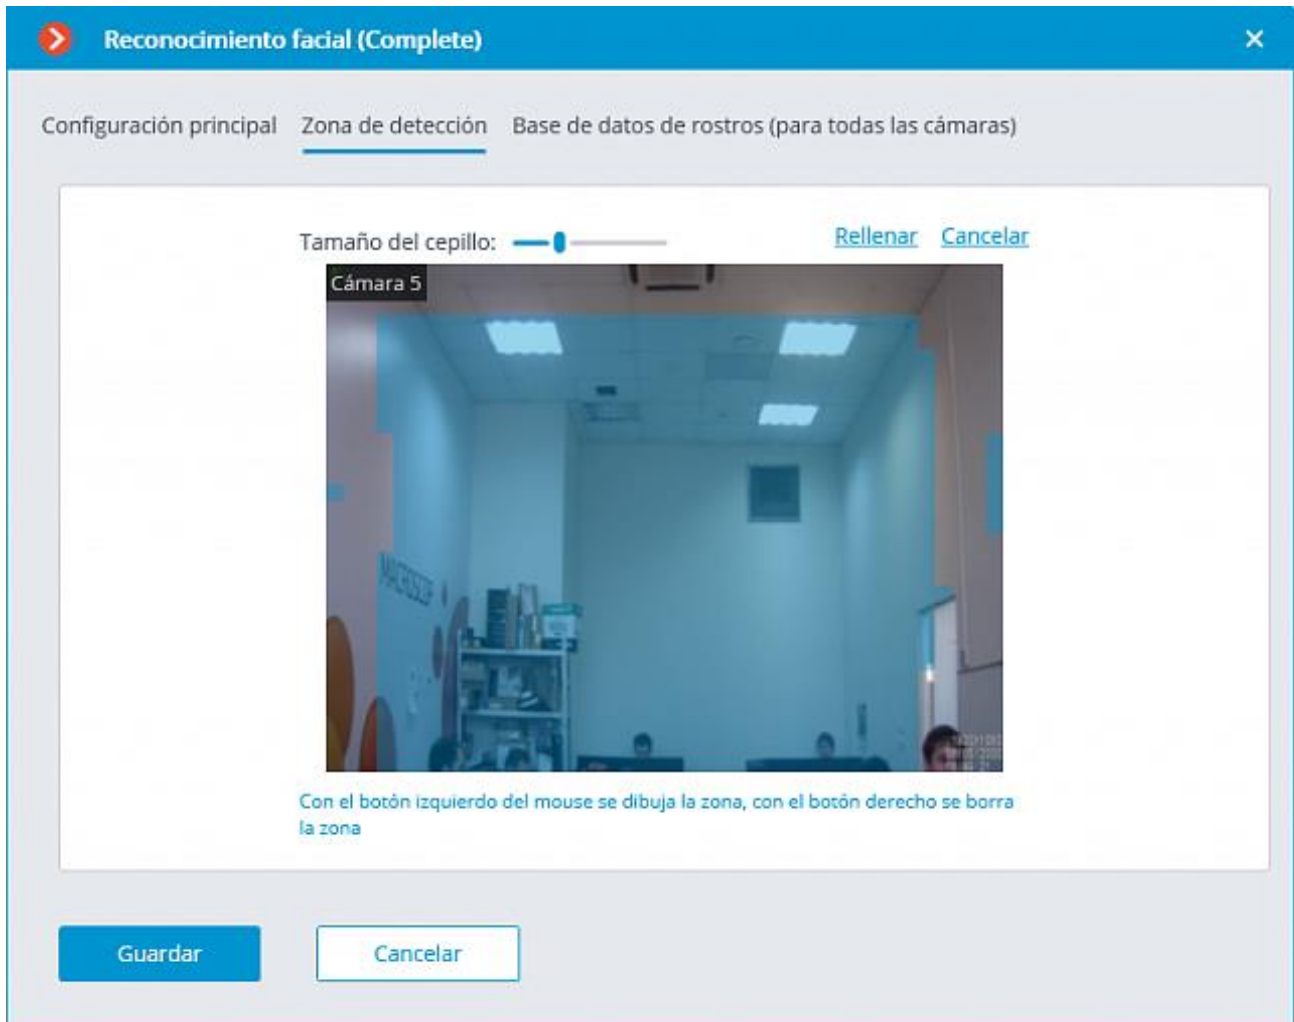 Reconocimiento facial (Complete)
Configuración principal Zona de detección Base de datos de rostros (para todas las cámaras)
Tamaño del cepillo: Rellenar Cancelar
Cámara 5
MACROSCOP
Con el botón izquierdo del mouse se dibuja la zona, con el botón derecho se borra
la zona
Guardar Cancelar